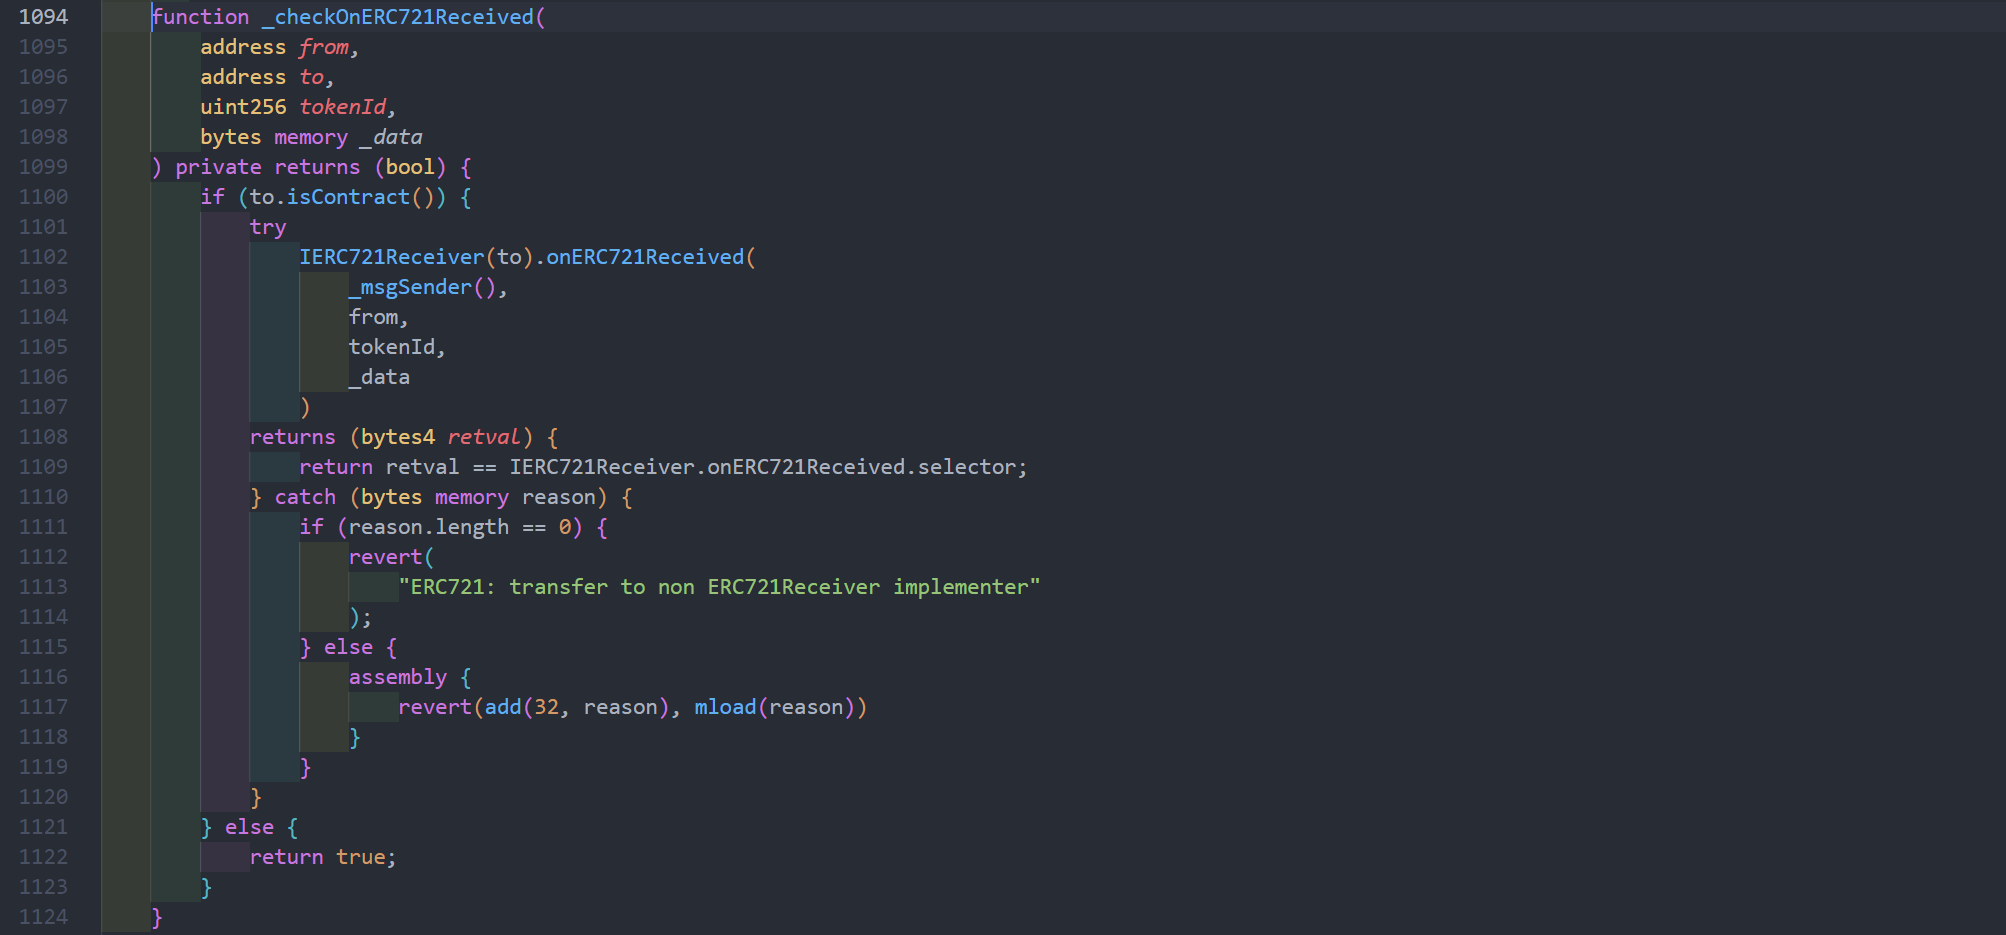 1094 function _checkOnERC721Received(
1095 address from,
1096 address to,
1097 uint256 tokenId,
1098 bytes memory _data
1099 ) private returns (bool) {
1100 if (to.isContract()) {
1101 try
1102 IERC721Receiver(to).onERC721Received(
1103 _msgSender(),
1104 from,
1105 tokenId,
1106 _data
1107 )
1108 returns (bytes4 retval) {
1109 return retval == IERC721Receiver.onERC721Received.selector;
1110 } catch (bytes memory reason) {
1111 if (reason.length == 0) {
1112 revert(
1113 "ERC721: transfer to non ERC721Receiver implementer"
1114 );
1115 } else {
1116 assembly {
1117 revert(add(32, reason), mload(reason))
1118 }
1119 }
1120 }
1121 } else {
1122 return true;
1123 }
1124 }